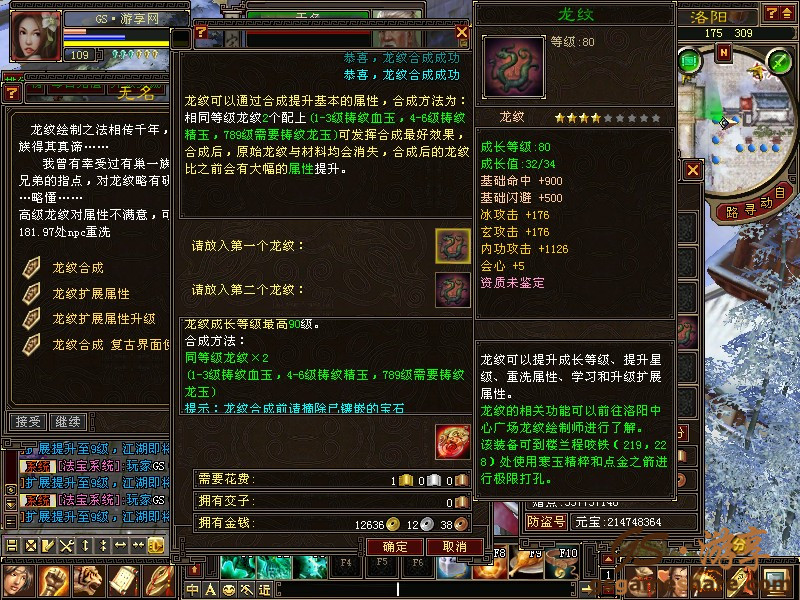 GS·游享网
109
无名
洛阳
175 309
N
自动寻路
无名
龙纹绘制之法相传千年，
族得其真谛……
我曾有幸受过有巢一族
兄弟的指点，对龙纹略有研
…略懂……
高级龙纹对属性不满意，可
181.97处npc重洗
龙纹合成
龙纹扩展属性
龙纹扩展属性升级
龙纹合成 复古界面
接受
继续
恭喜，龙纹合成成功
恭喜，龙纹合成成功
龙纹可以通过合成提升基本的属性，合成方法为：
相同等级龙纹2个配上(1-3级铸纹血玉，4-6级铸纹
精玉，789级需要铸纹龙玉)可发挥合成最好效果，
合成后，原始龙纹与材料均会消失，合成后的龙纹
比之前会有大幅的属性提升。
请放入第一个龙纹：
请放入第二个龙纹：
龙纹成长等级最高90级。
合成方法：
同等级龙纹×2
(1-3级铸纹血玉，4-6级铸纹精玉，789级需要铸纹
龙玉)
提示：龙纹合成前请摘除已镶嵌的宝石
需要花费： 1 0 0
拥有交子： 0
拥有金钱： 12636 12 38
确定
取消
龙纹
等级:80
龙纹
成长等级:80
成长值:32/34
基础命中 +900
基础闪避 +500
冰攻击 +176
玄攻击 +176
内功攻击 +1126
会心 +5
资质未鉴定
龙纹可以提升成长等级、提升星
级、重洗属性、学习和升级扩展
属性。
龙纹的相关功能可以前往洛阳中
心广场龙纹绘制师进行了解。
该装备可到楼兰程咬铁（219，22
8）处使用寒玉精粹和点金之箭进
行极限打孔。
防盗号
元宝:214748364
扩展提升至9级，江湖即将
系统 [法宝系统]:玩家GS
扩展提升至9级，江湖即将
系统 [法宝系统]:玩家GS
扩展提升至9级，江湖即将
F4 F5 F6 F8 F9 F10
中 A 近
1
游享